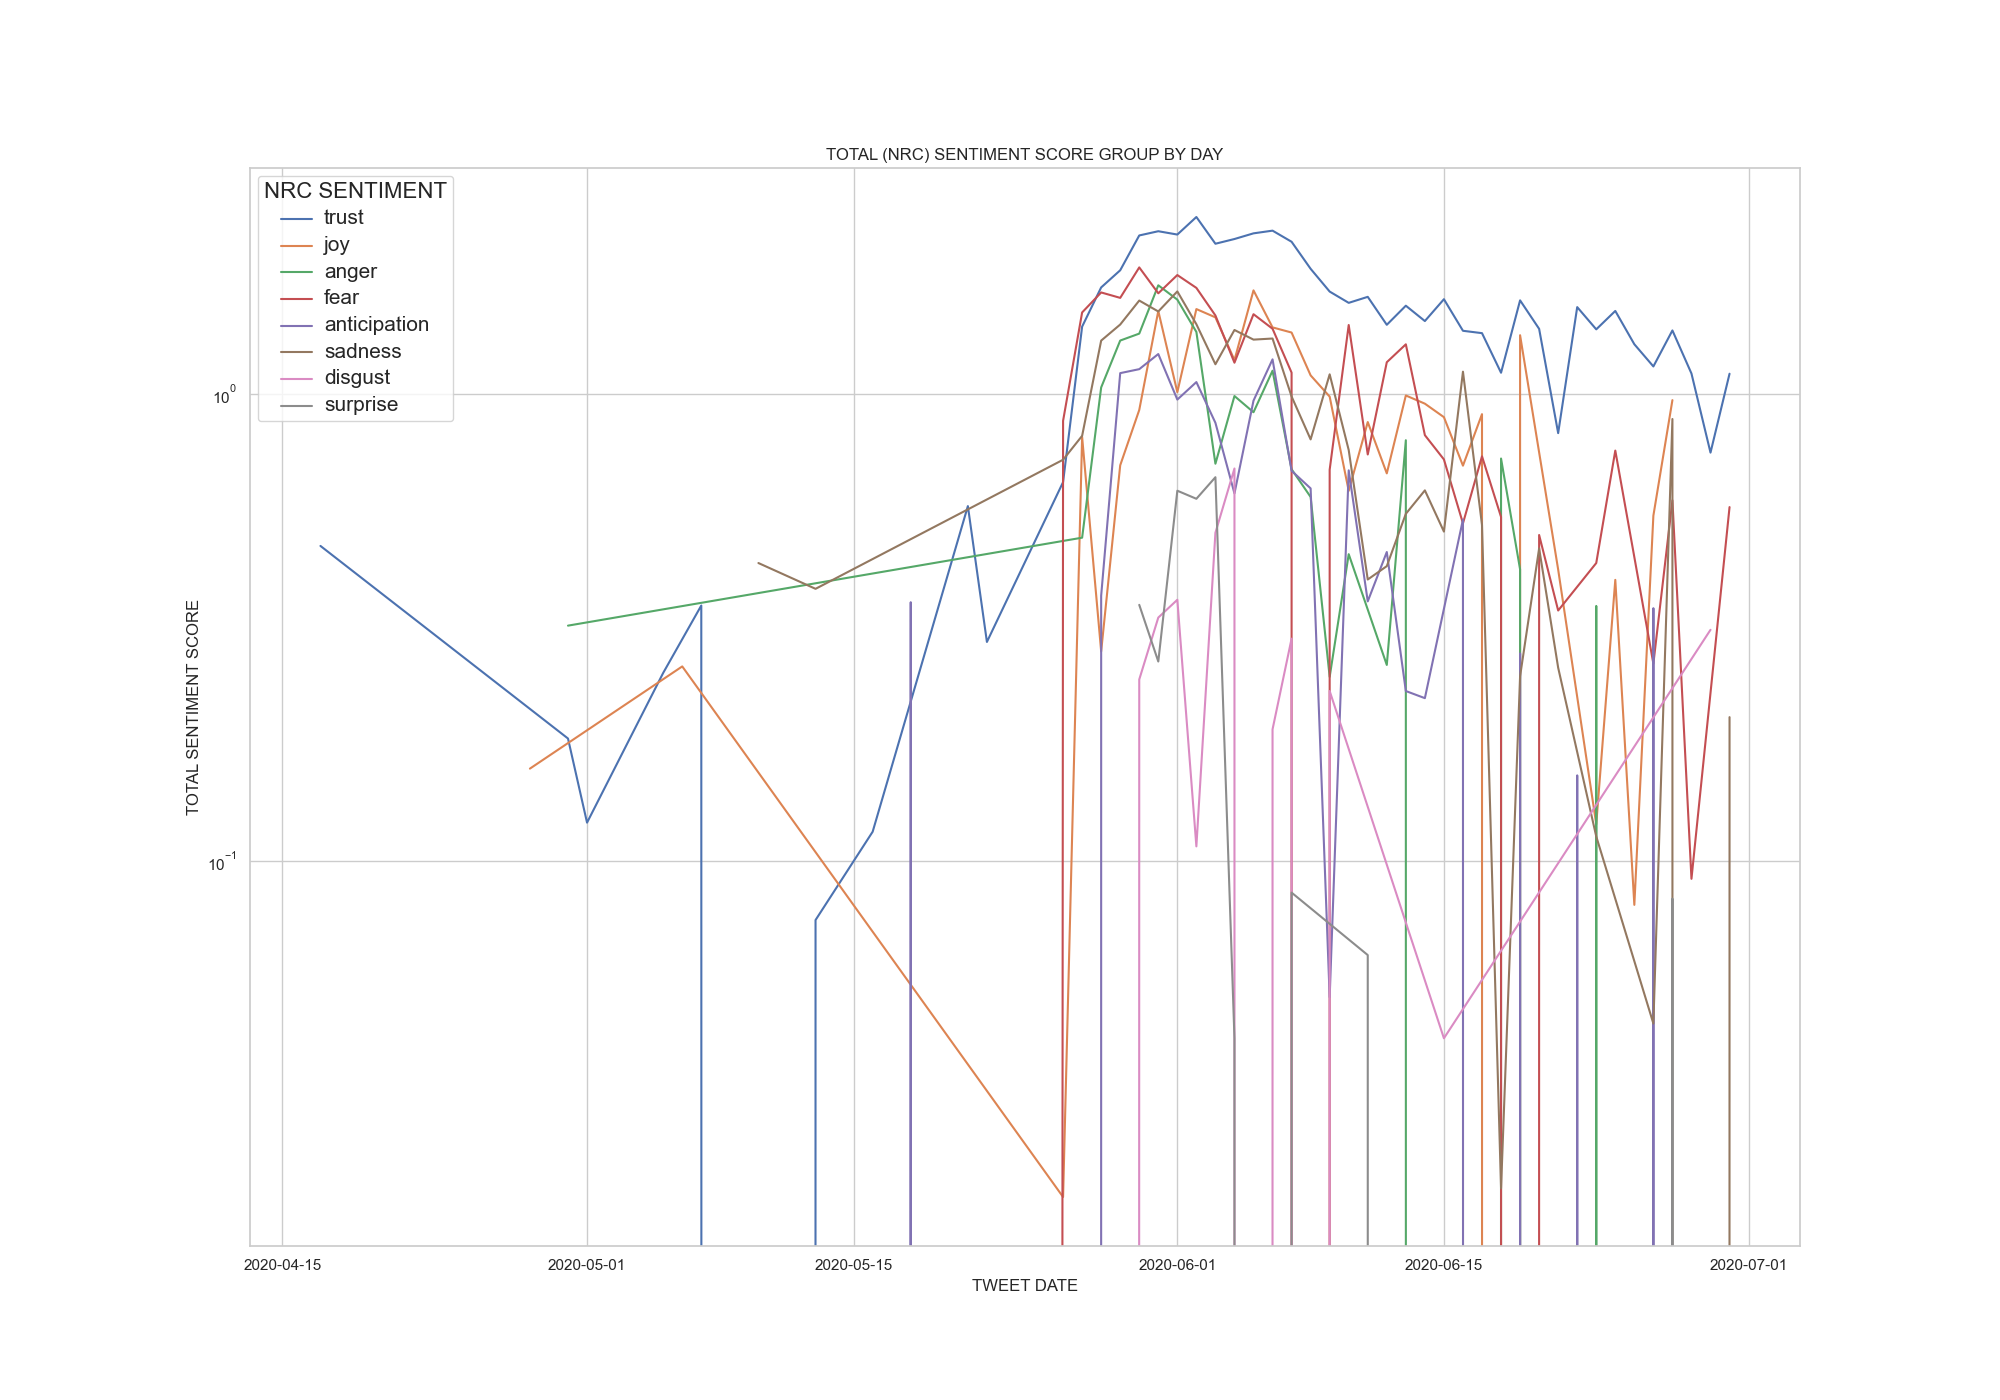 TOTAL (NRC) SENTIMENT SCORE GROUP BY DAY
NRC SENTIMENT
trust
joy
anger
fear
anticipation
sadness
disgust
surprise
10⁰
10⁻¹
TOTAL SENTIMENT SCORE
2020-04-15 2020-05-01 2020-05-15 2020-06-01 2020-06-15 2020-07-01
TWEET DATE